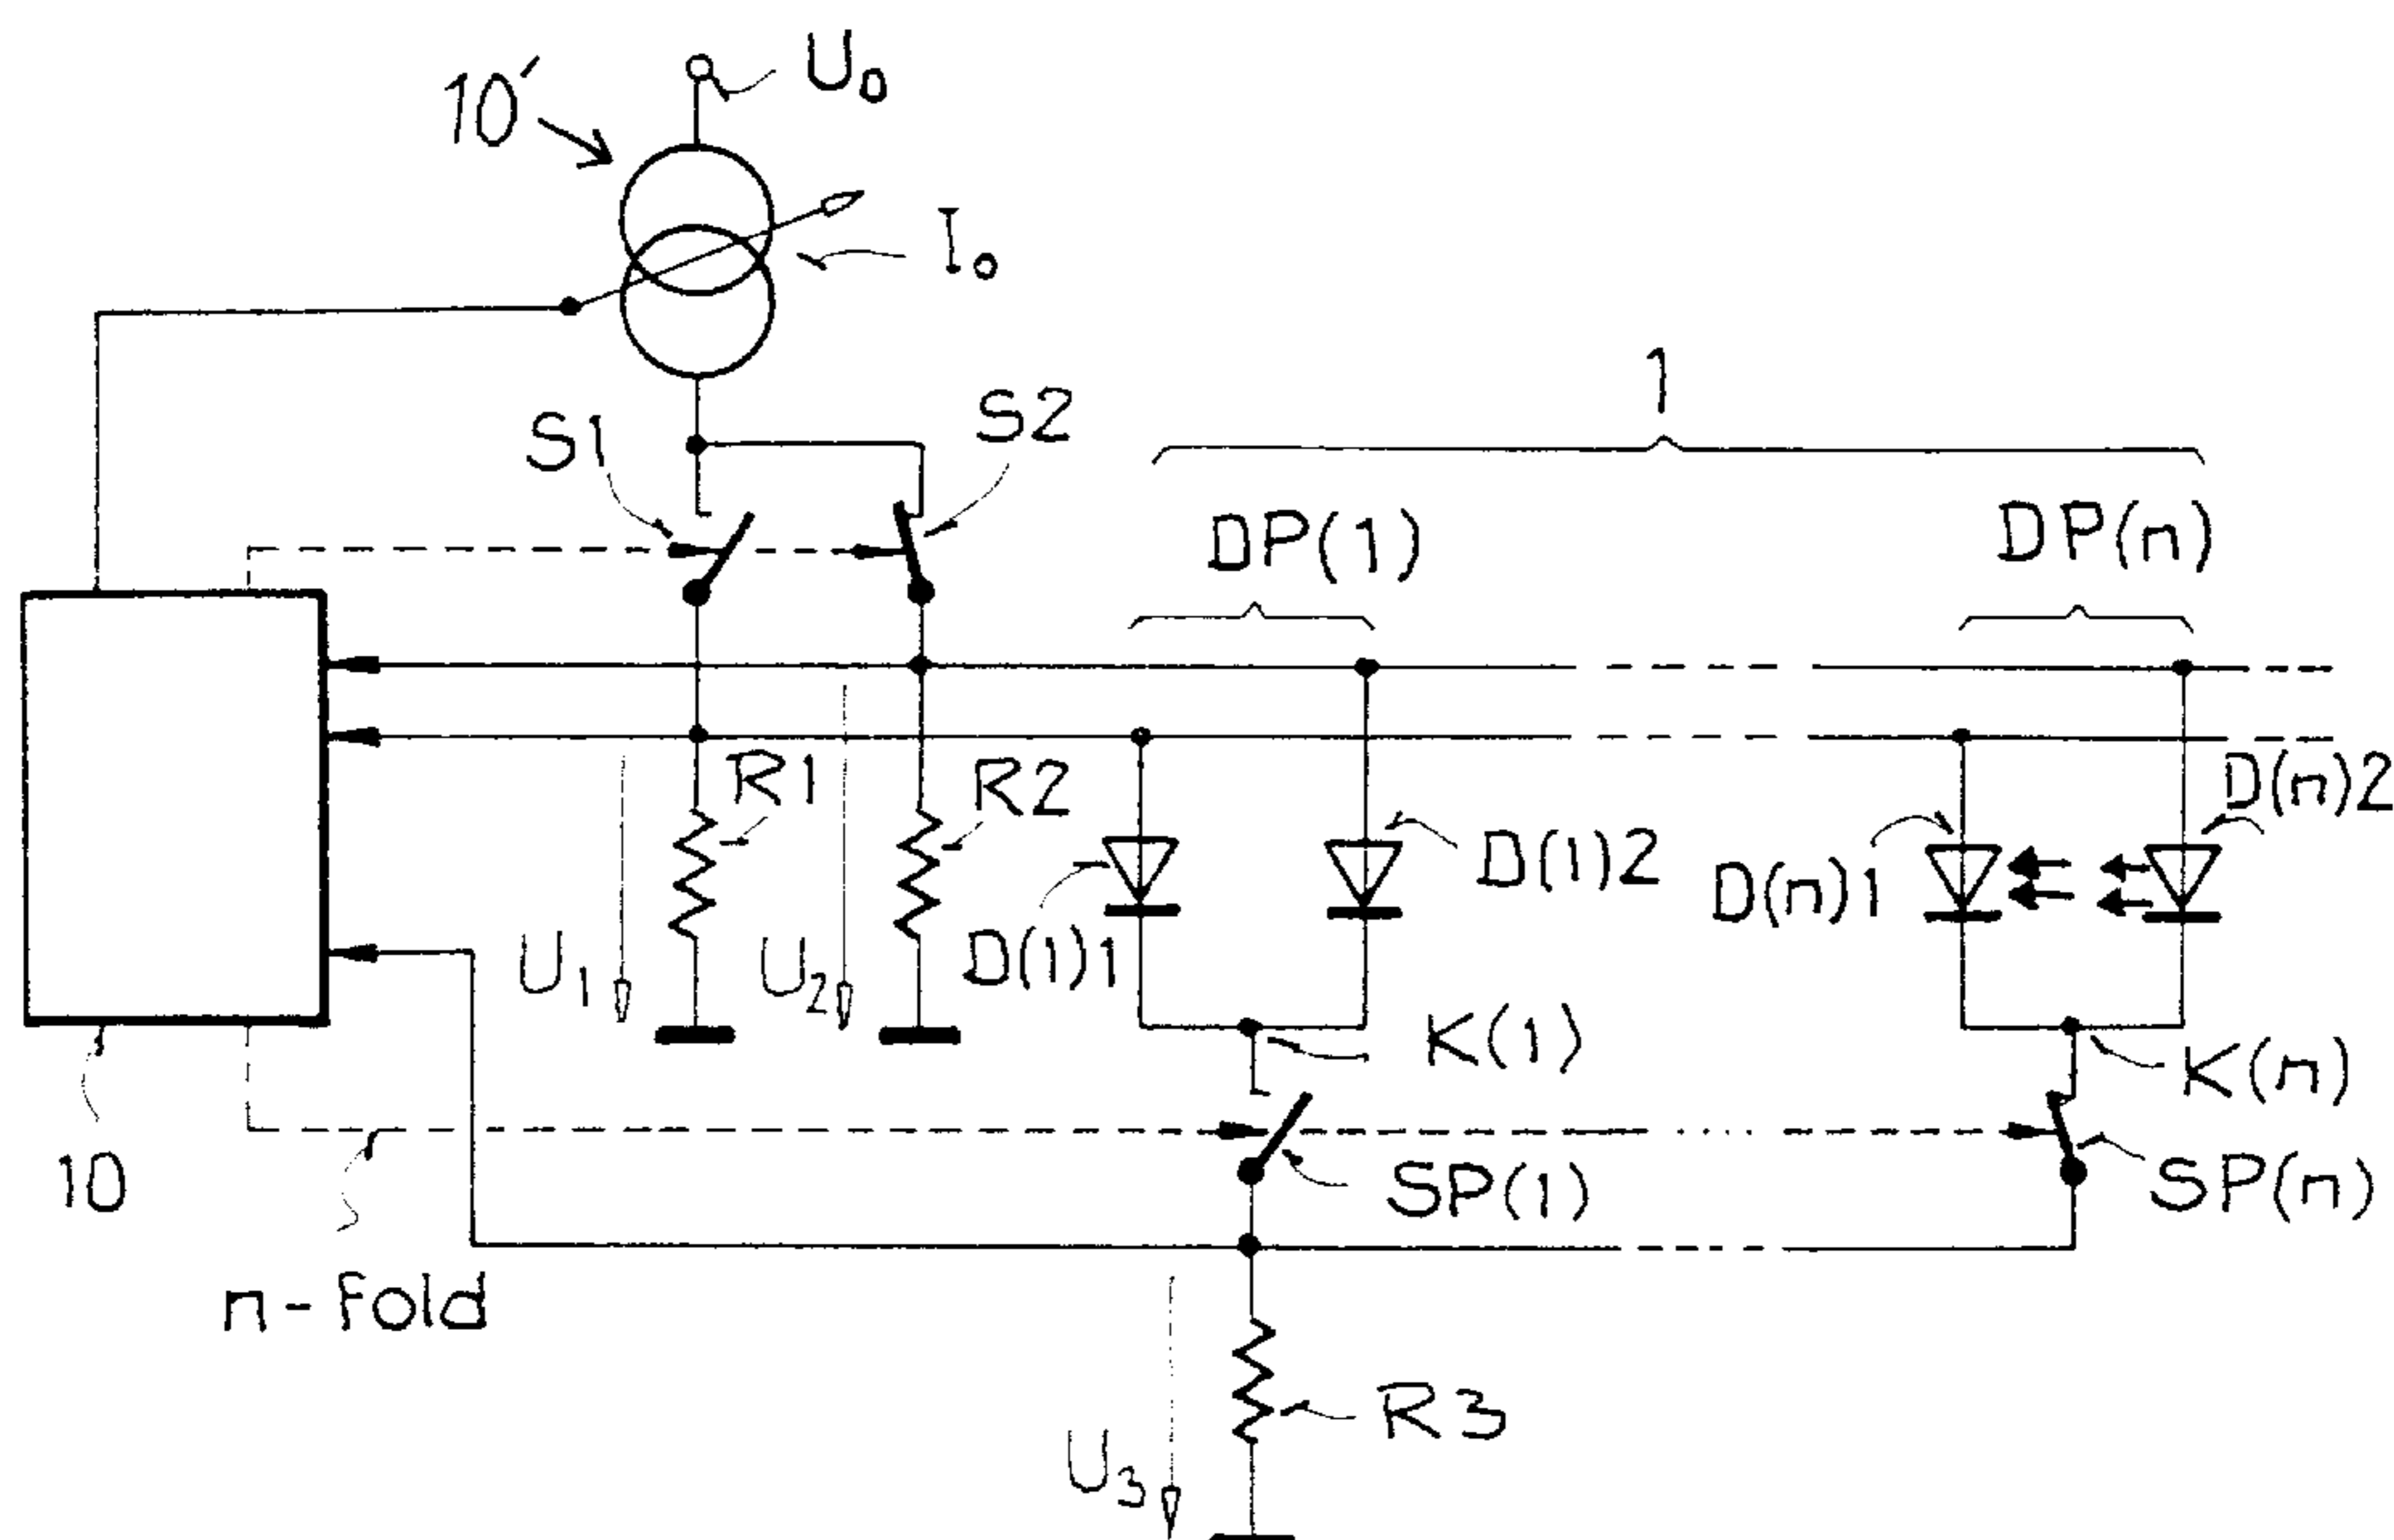 10′
U₀
I₀
S1
S2
1
DP(1)
DP(n)
R1
R2
D(n)2
D(1)2
D(n)1
D(1)1
U₁
U₂
K(1)
K(n)
10
SP(1)
SP(n)
n-fold
R3
U₃